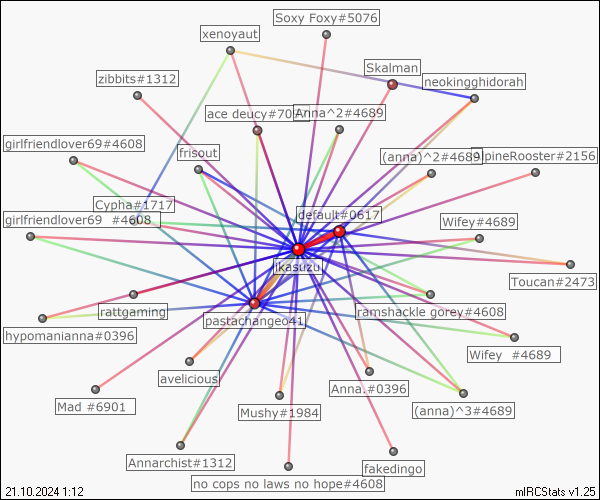 Soxy Foxy#5076
xenoyaut
Skalman
zibbits#1312
neokingghidorah
ace deucy#70
Anna^2#4689
girlfriendlover69#4608
frisout
(anna)^2#4689
lpineRooster#2156
Cypha#1717
default#0617
girlfriendlover69 #4608
Wifey#4689
jkasuzu
Toucan#2473
rattgaming
ramshackle gorey#4608
hypomanianna#0396
pastachangeo41
Wifey #4689
avelicious
Anna.#0396
Mad #6901
Mushy#1984
(anna)^3#4689
Annarchist#1312
fakedingo
no cops no laws no hope#4608
21.10.2024 1:12
mIRCStats v1.25